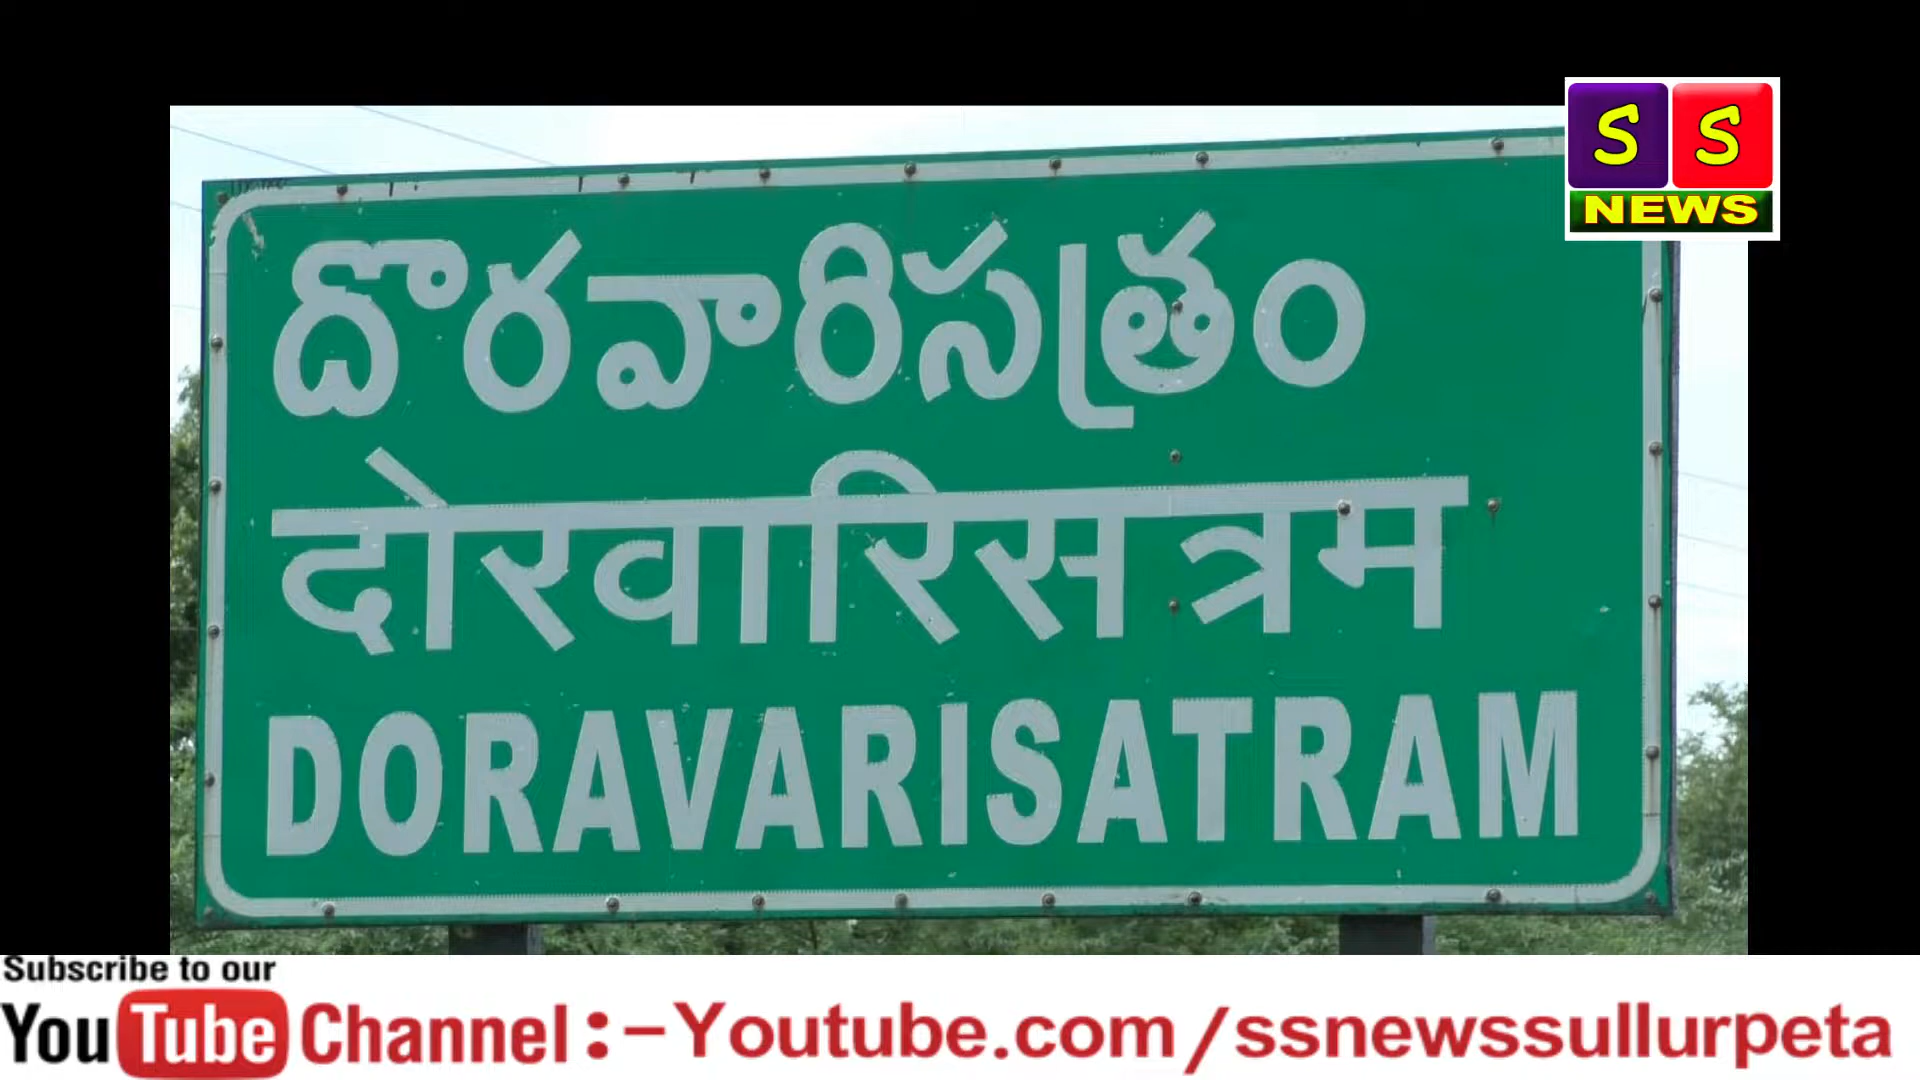 S S
NEWS
దొరవారిసత్రం
दोरवारिसत्रम
DORAVARISATRAM
Subscribe to our
YouTube Channel :-Youtube.com/ssnewssullurpeta